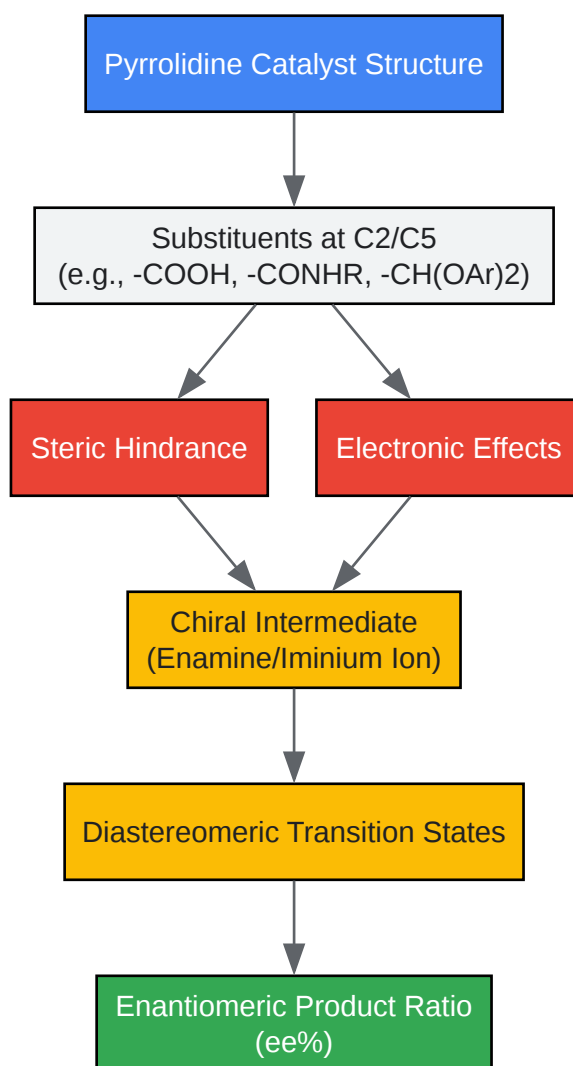 Pyrrolidine Catalyst Structure
Substituents at C2/C5
(e.g., -COOH, -CONHR, -CH(OAr)2)
Steric Hindrance
Electronic Effects
Chiral Intermediate
(Enamine/Iminium Ion)
Diastereomeric Transition States
Enantiomeric Product Ratio
(ee%)